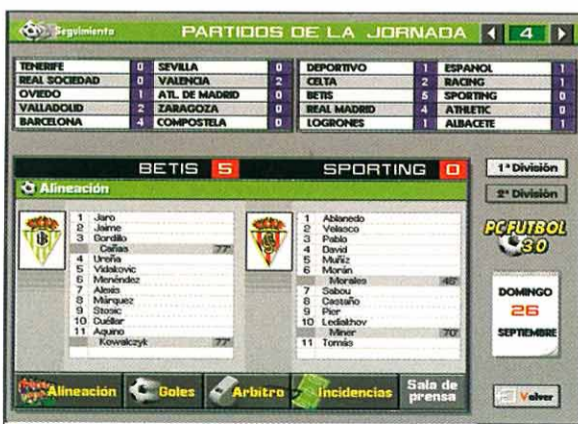 Seguimiento PARTIDOS DE LA JORNADA 4
TENERIFE 0 SEVILLA 0
REAL SOCIEDAD 0 VALENCIA 2
OVIEDO 1 ATL. DE MADRID 0
VALLADOLID 2 ZARAGOZA 0
BARCELONA 4 COMPOSTELA 0
DEPORTIVO 1 ESPANOL 1
CELTA 2 RACING 1
BETIS 5 SPORTING 0
REAL MADRID 4 ATHLETIC 0
LOGROÑES 1 ALBACETE 1
BETIS 5 SPORTING 0
Alineación
1 Jaro
2 Jaime
3 Gordillo
Cañas 77'
4 Ureña
5 Vidakovic
6 Menéndez
7 Alexis
8 Márquez
9 Stosic
10 Cuéllar
11 Aquino
Kowalczyk 77'
1 Ablanedo
2 Velasco
3 Pablo
4 David
5 Muñiz
6 Morán
Morales 46'
7 Sabou
8 Castaño
9 Pier
10 Lediakhov
Miner 70'
11 Tomás
1ª División
2ª División
PC FUTBOL
3.0
DOMINGO
26
SEPTIEMBRE
Alineación Goles Arbitro Incidencias Sala de prensa
Volver